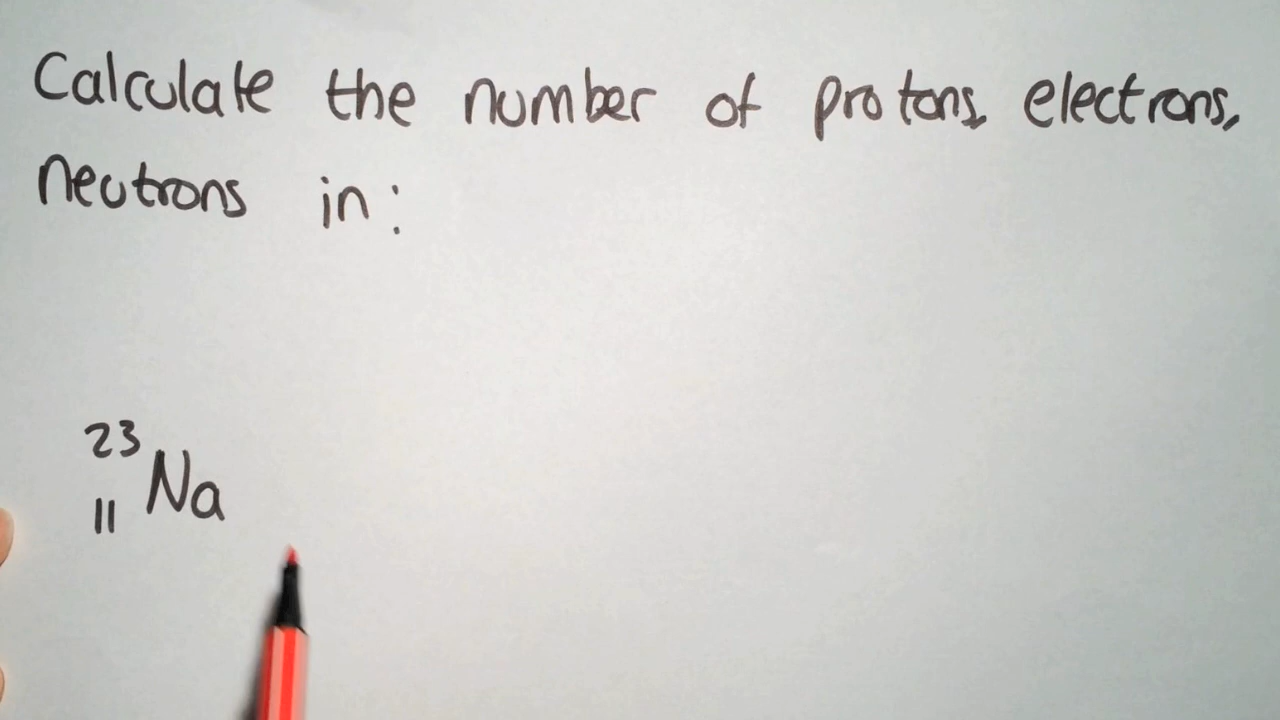 Calculate the number of protons, electrons,
neutrons in:
23
11 Na